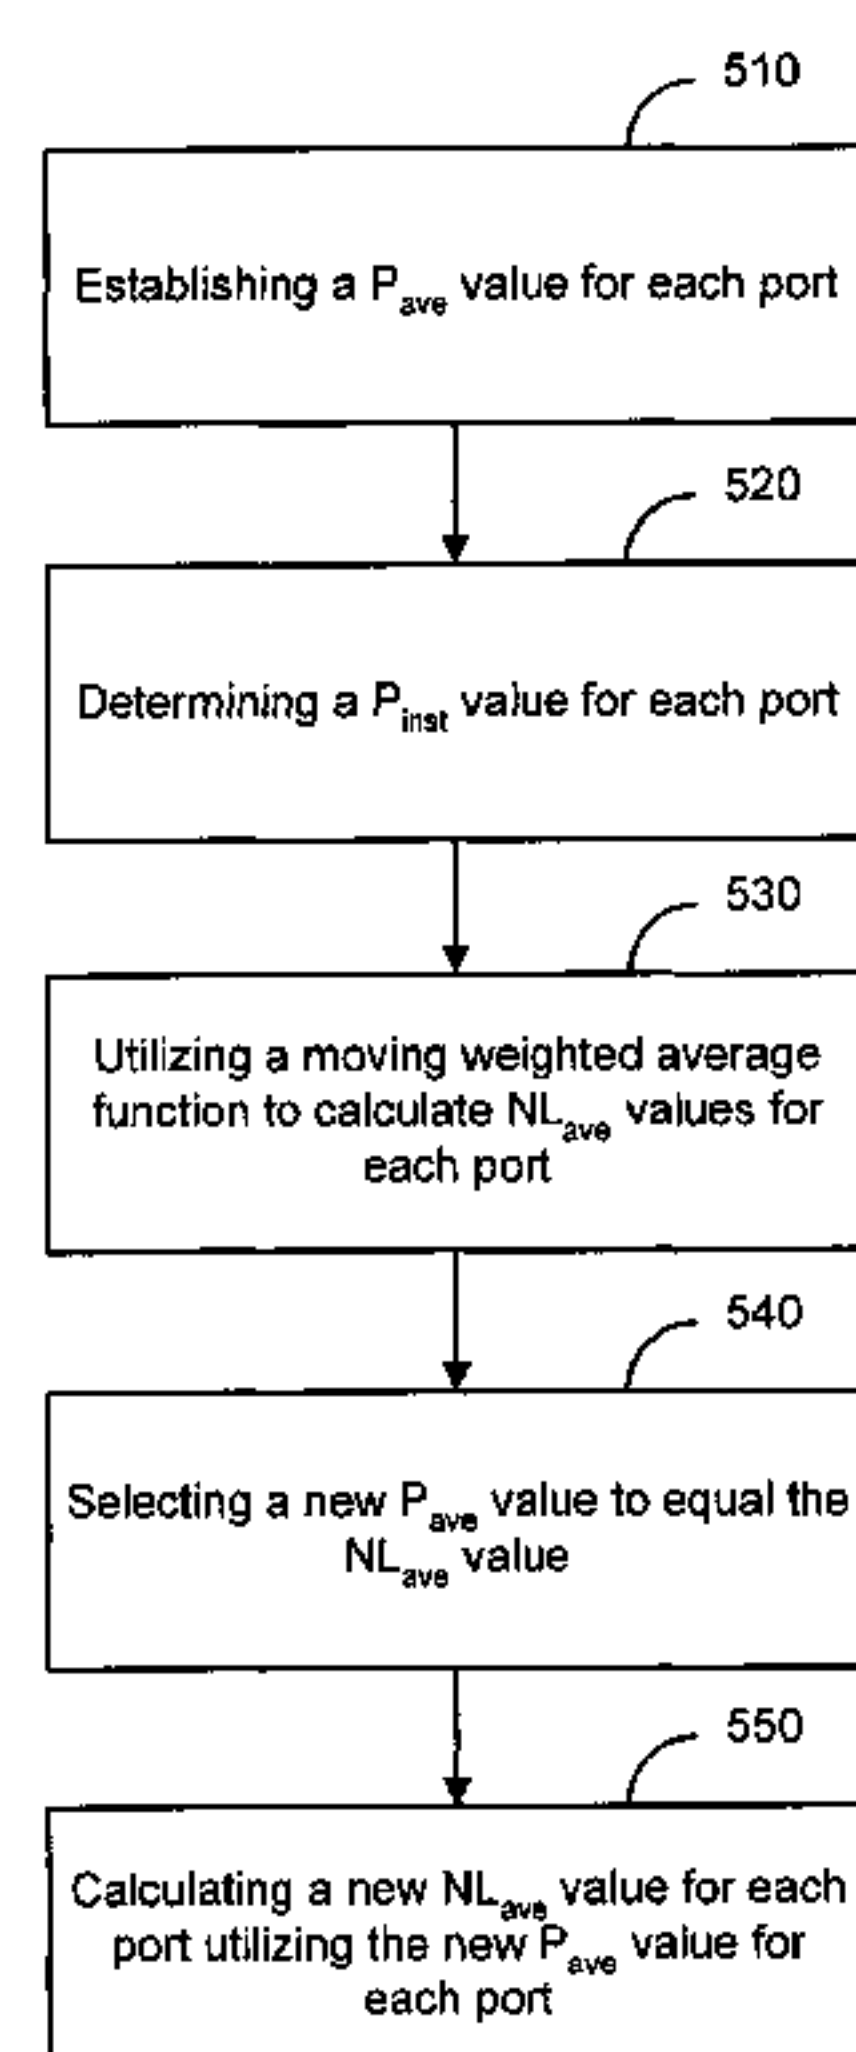 510
Establishing a Pave value for each port
520
Determining a Pinst value for each port
530
Utilizing a moving weighted average
function to calculate NLave values for
each port
540
Selecting a new Pave value to equal the
NLave value
550
Calculating a new NLave value for each
port utilizing the new Pave value for
each port